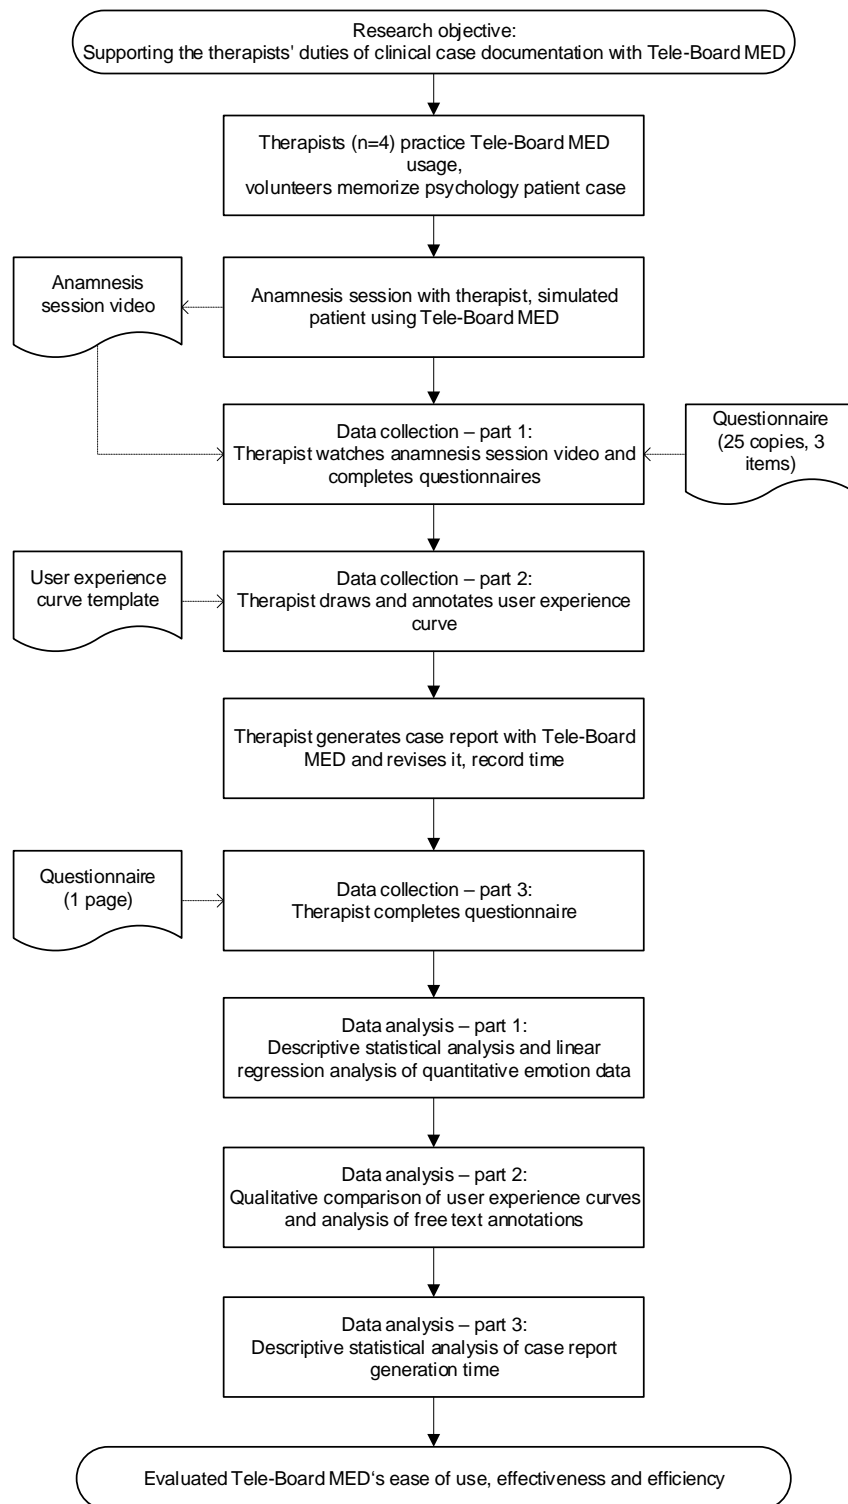 Research objective:
Supporting the therapists' duties of clinical case documentation with Tele-Board MED
Therapists (n=4) practice Tele-Board MED
usage,
volunteers memorize psychology patient case
Anamnesis
session video
Anamnesis session with therapist, simulated
patient using Tele-Board MED
Data collection – part 1:
Therapist watches anamnesis session video and
completes questionnaires
Questionnaire
(25 copies, 3
items)
User experience
curve template
Data collection – part 2:
Therapist draws and annotates user experience
curve
Therapist generates case report with Tele-Board
MED and revises it, record time
Questionnaire
(1 page)
Data collection – part 3:
Therapist completes questionnaire
Data analysis – part 1:
Descriptive statistical analysis and linear
regression analysis of quantitative emotion data
Data analysis – part 2:
Qualitative comparison of user experience curves
and analysis of free text annotations
Data analysis – part 3:
Descriptive statistical analysis of case report
generation time
Evaluated Tele-Board MED's ease of use, effectiveness and efficiency